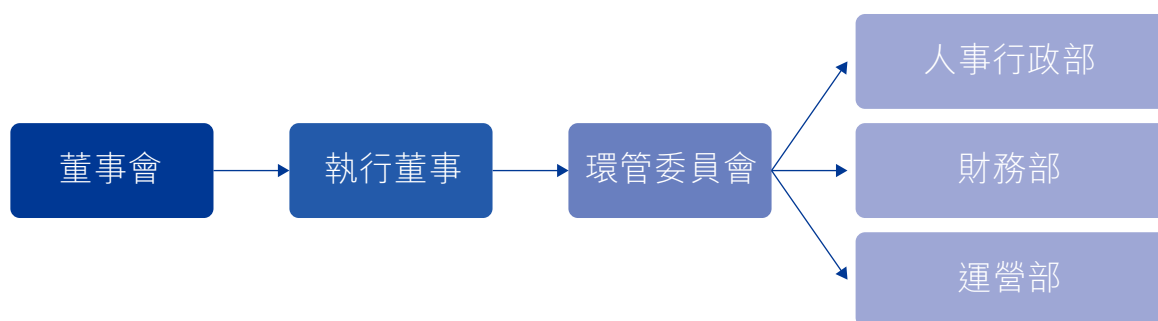 董事會
執行董事
環管委員會
人事行政部
財務部
運營部